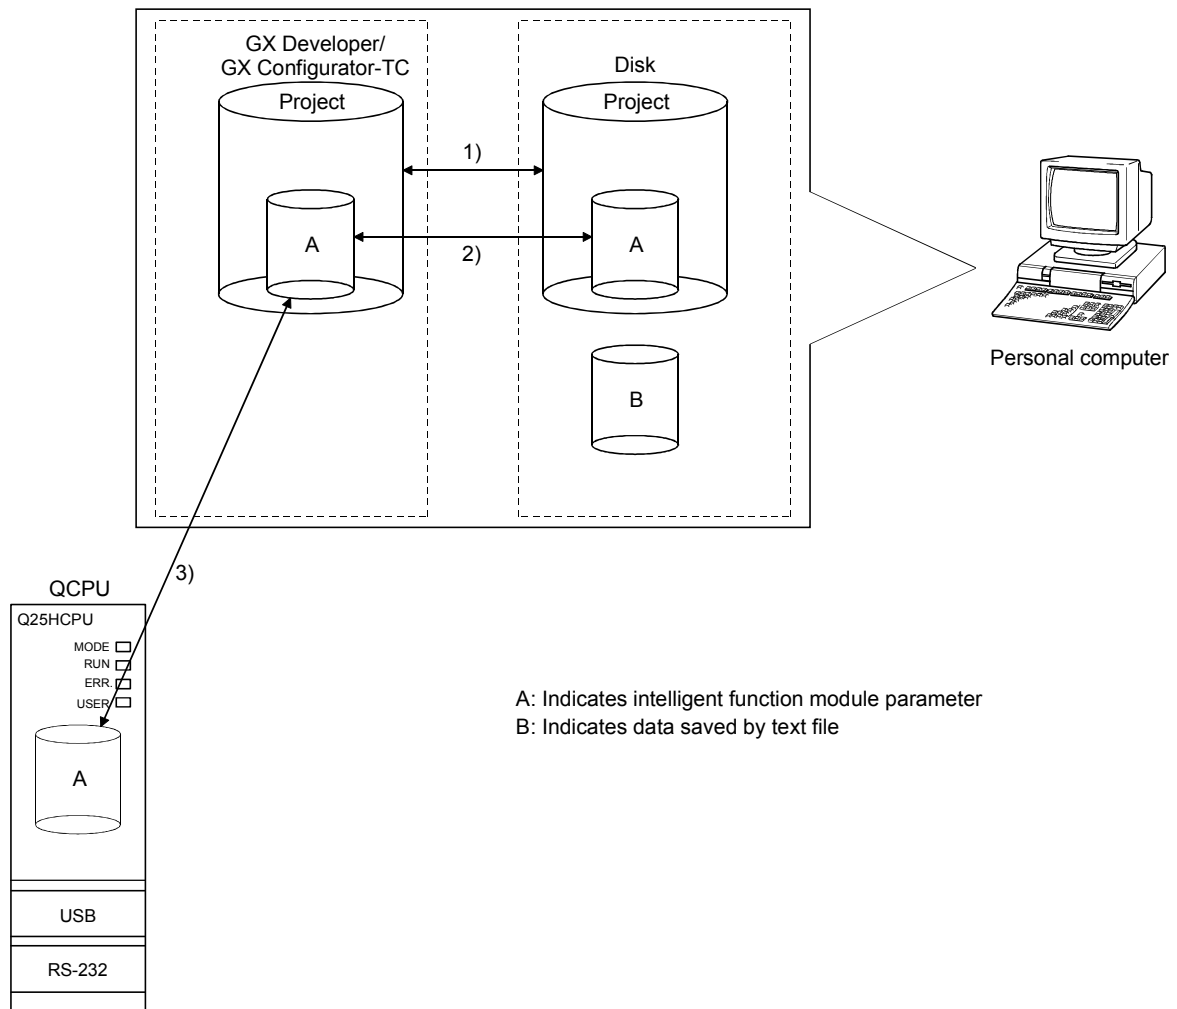 GX Developer/
GX Configurator-TC
Project
Disk
Project
1)
A
2)
A
B
Personal computer
3)
QCPU
Q25HCPU
MODE
RUN
ERR.
USER
A
USB
RS-232
A: Indicates intelligent function module parameter
B: Indicates data saved by text file